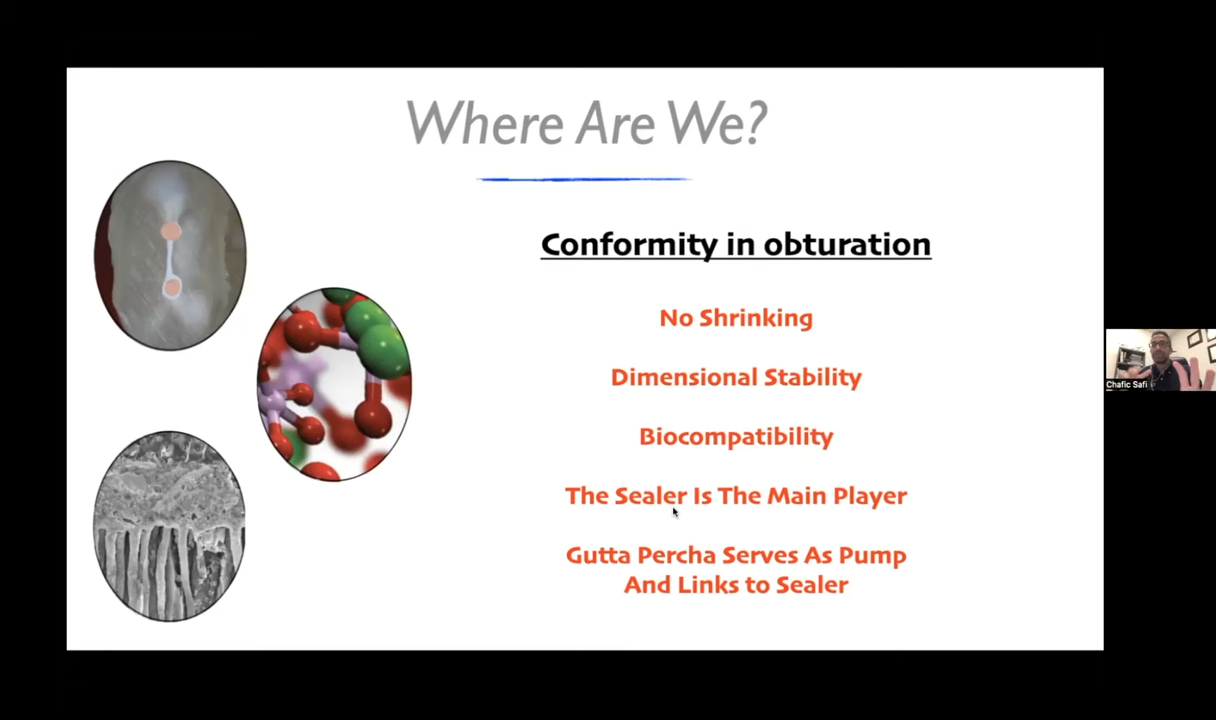 Where Are We?
Conformity in obturation
No Shrinking
Dimensional Stability
Biocompatibility
The Sealer Is The Main Player
Gutta Percha Serves As Pump
And Links to Sealer
Chafic Safi